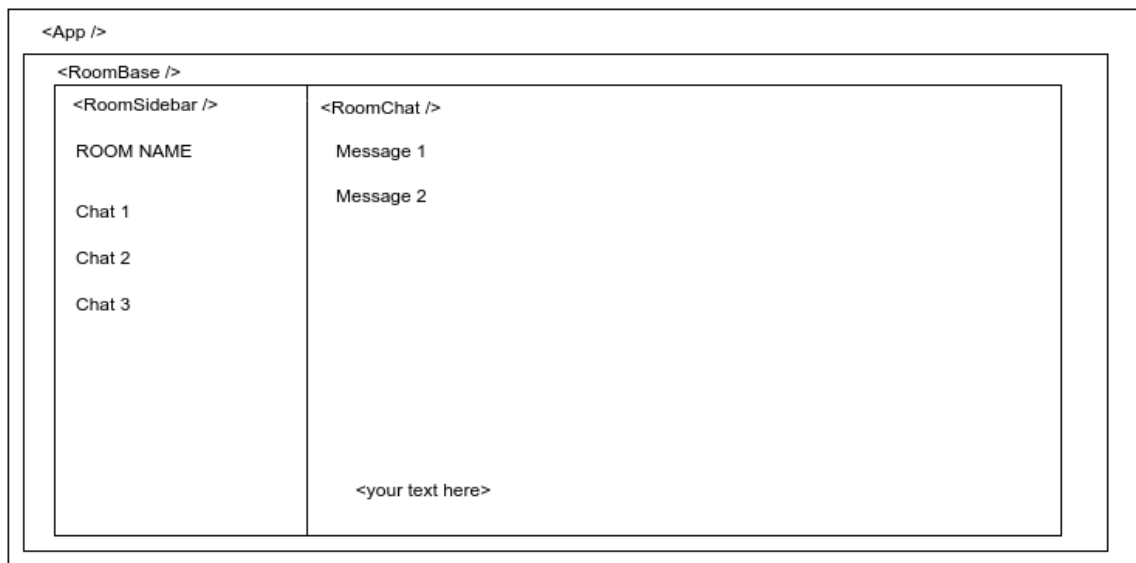 <App />
<RoomBase />
<RoomSidebar />
ROOM NAME
Chat 1
Chat 2
Chat 3
<RoomChat />
Message 1
Message 2
<your text here>